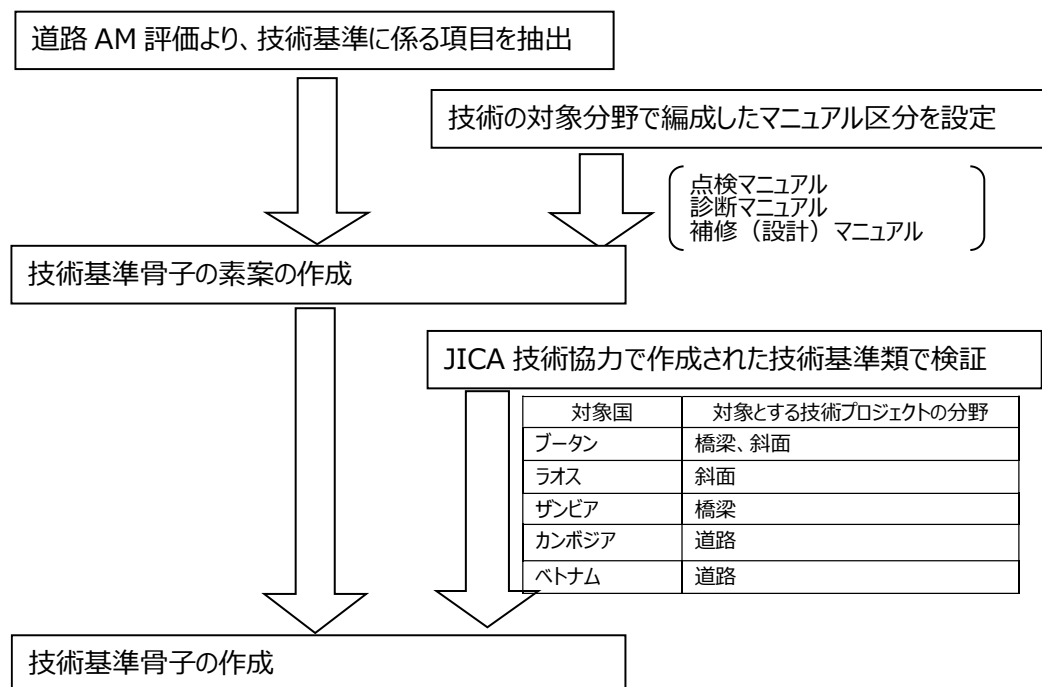 道路 AM 評価より、技術基準に係る項目を抽出
技術の対象分野で編成したマニュアル区分を設定
点検マニュアル
診断マニュアル
補修（設計）マニュアル
技術基準骨子の素案の作成
JICA 技術協力で作成された技術基準類で検証
対象国 対象とする技術プロジェクトの分野
ブータン 橋梁、斜面
ラオス 斜面
ザンビア 橋梁
カンボジア 道路
ベトナム 道路
技術基準骨子の作成